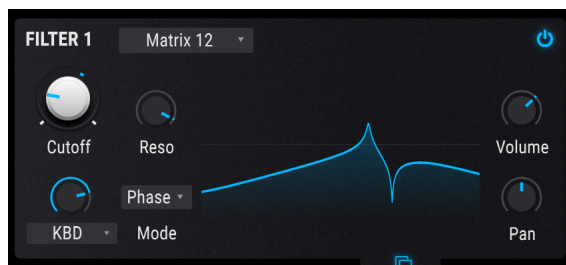 FILTER 1
Matrix 12
Cutoff
Reso
Volume
Phase
KBD
Mode
Pan